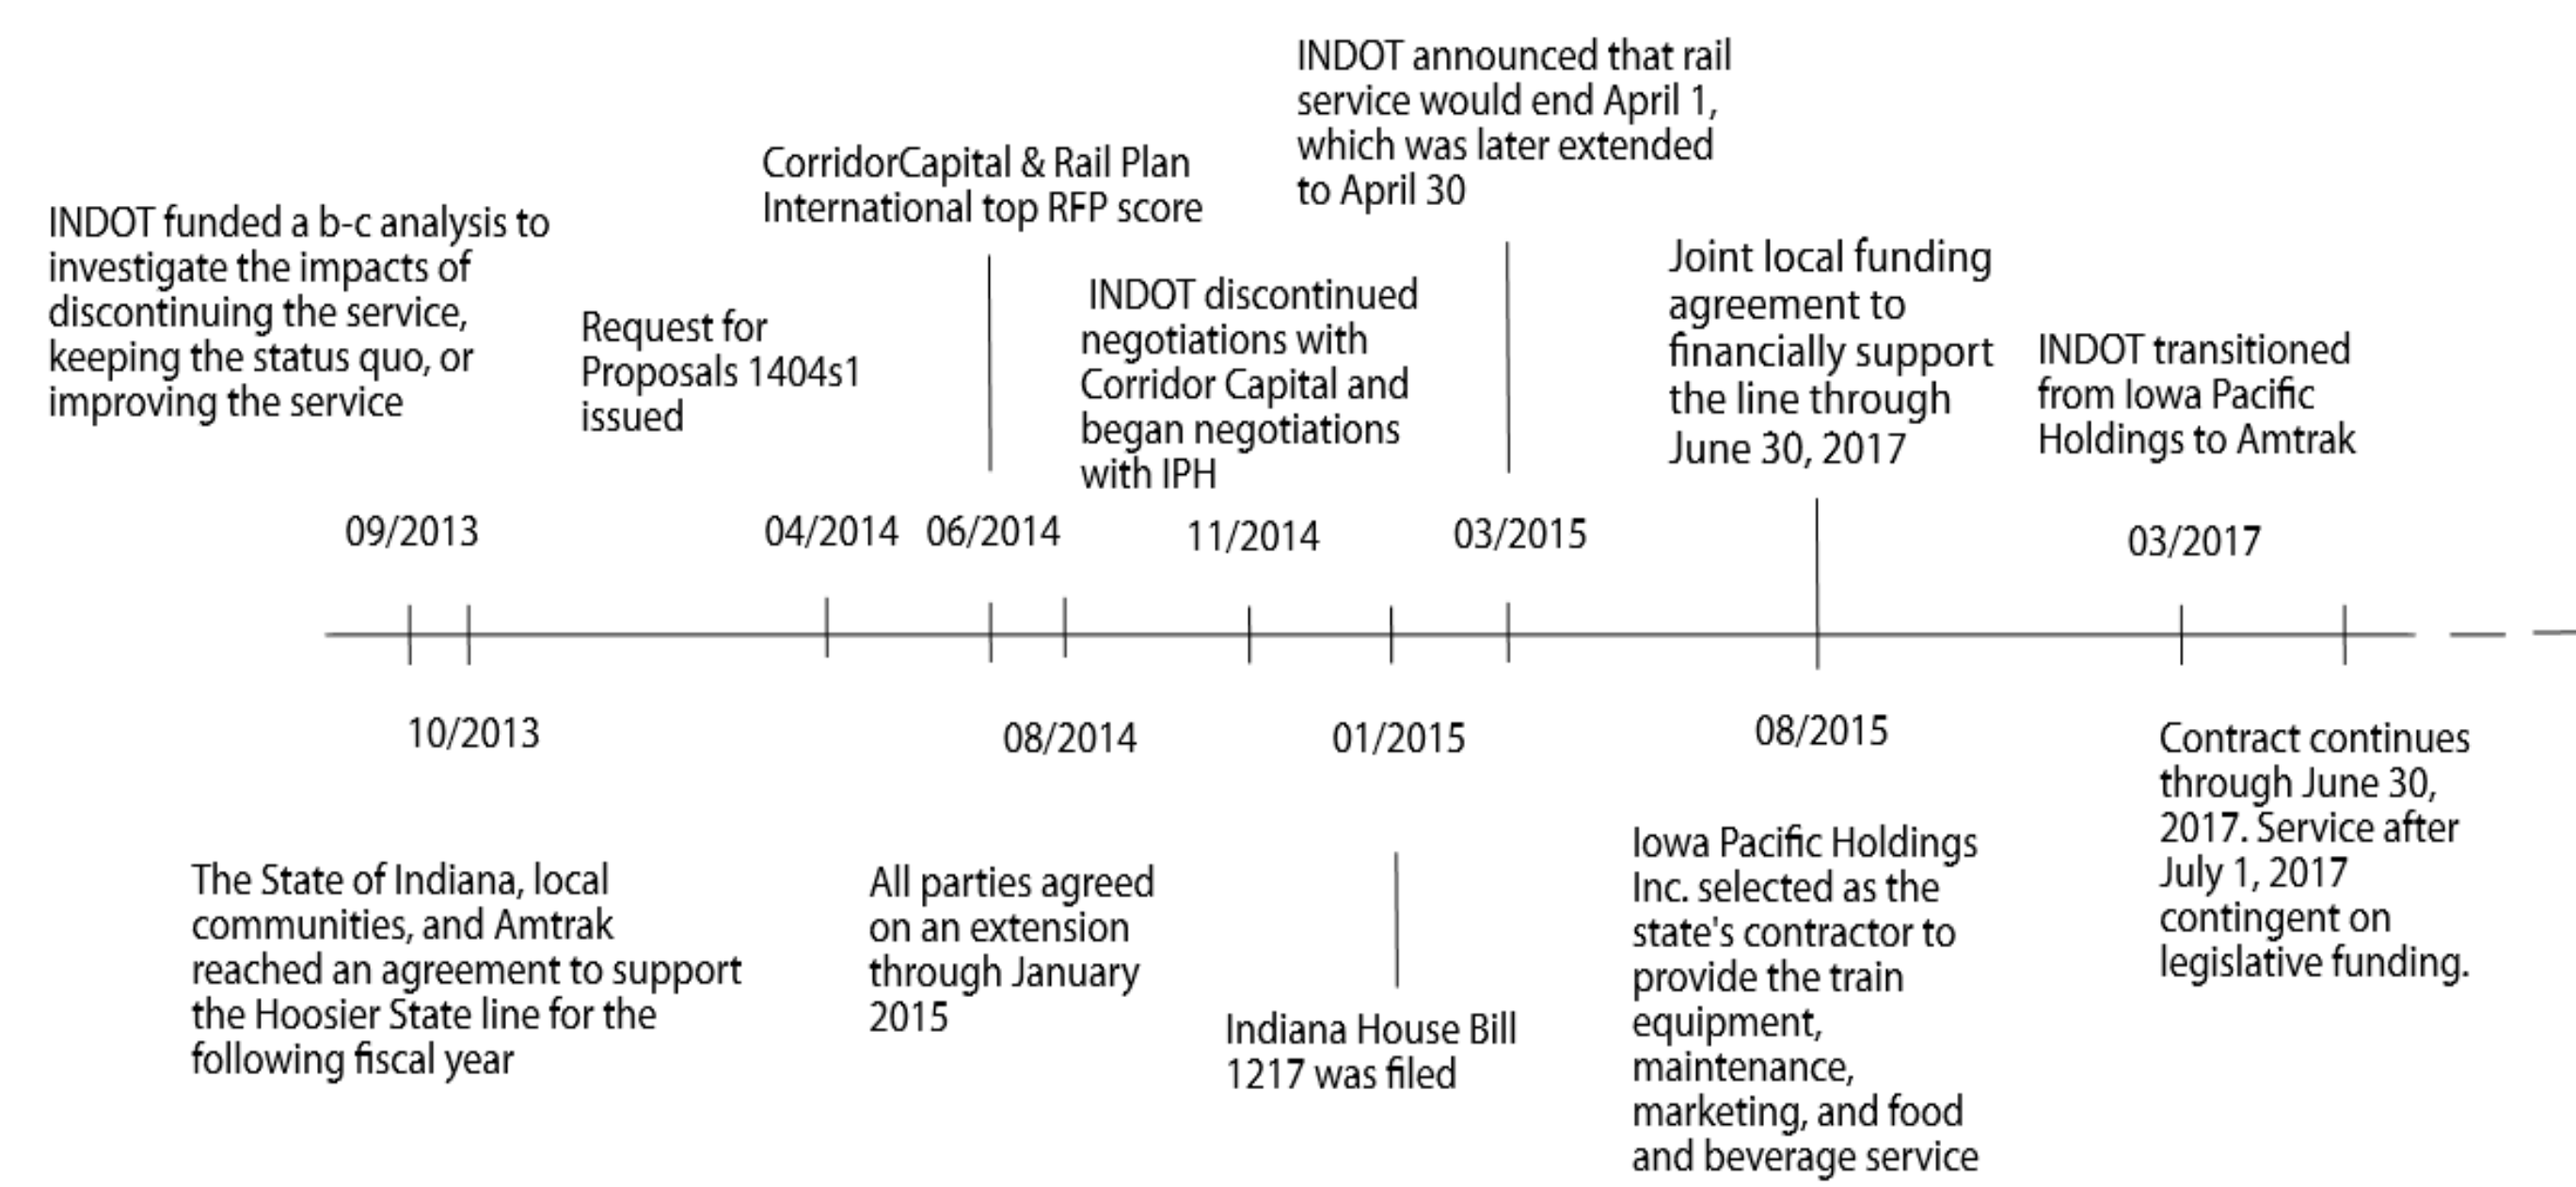 INDOT funded a b-c analysis to
investigate the impacts of
discontinuing the service,
keeping the status quo, or
improving the service
Request for
Proposals 1404s1
issued
CorridorCapital & Rail Plan
International top RFP score
INDOT discontinued
negotiations with
Corridor Capital and
began negotiations
with IPH
INDOT announced that rail
service would end April 1,
which was later extended
to April 30
Joint local funding
agreement to
financially support
the line through
June 30, 2017
INDOT transitioned
from Iowa Pacific
Holdings to Amtrak
09/2013
04/2014
06/2014
11/2014
03/2015
03/2017
10/2013
08/2014
01/2015
08/2015
The State of Indiana, local
communities, and Amtrak
reached an agreement to support
the Hoosier State line for the
following fiscal year
All parties agreed
on an extension
through January
2015
Indiana House Bill
1217 was filed
Iowa Pacific Holdings
Inc. selected as the
state's contractor to
provide the train
equipment,
maintenance,
marketing, and food
and beverage service
Contract continues
through June 30,
2017. Service after
July 1, 2017
contingent on
legislative funding.